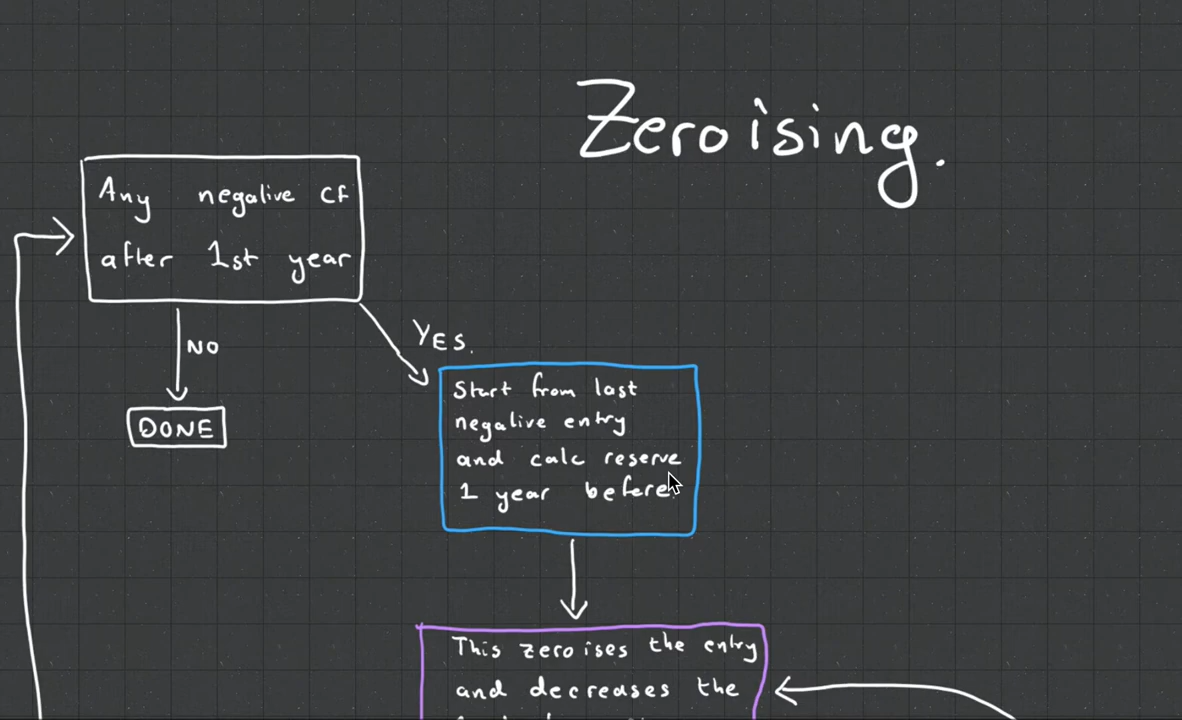 Zeroising.
Any negative CF
after 1st year
NO
DONE
YES.
Start from last
negative entry
and calc reserve
1 year before.
This zeroises the entry
and decreases the